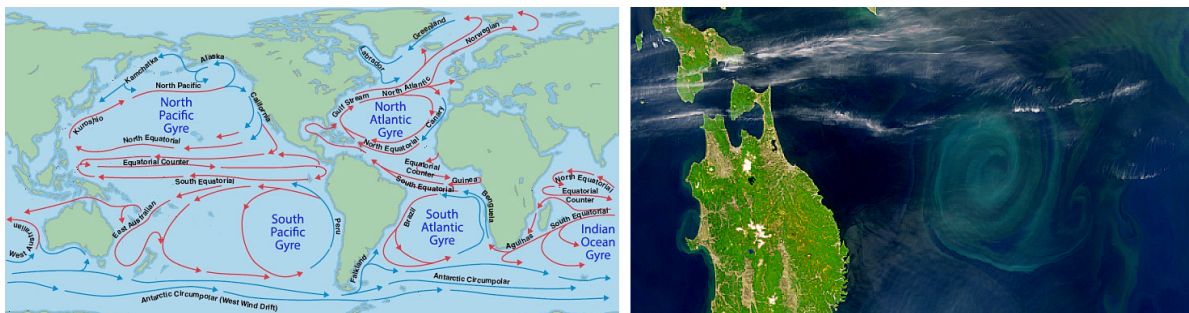 Greenland
Norwegian
Labrador
Alaska
Kamchatka
North Pacific
North Atlantic
Gulf Stream
California
Kuroshio
North
Pacific
Gyre
North
Atlantic
Gyre
Canary
North Equatorial
North Equatorial
Equatorial Counter
Equatorial
Counter
South Equatorial
Guinea
South Equatorial
North Equatorial
Equatorial
Counter
South Equatorial
East Australian
West Australian
South
Pacific
Gyre
Peru
Brazil
South
Atlantic
Gyre
Benguela
Agulhas
Indian
Ocean
Gyre
Falkland
Antarctic Circumpolar
Antarctic Circumpolar (West Wind Drift)